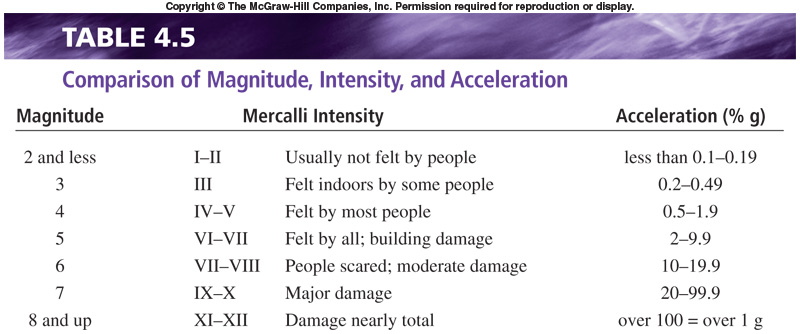 Copyright © The McGraw-Hill Companies, Inc. Permission required for reproduction or display.
TABLE 4.5
Comparison of Magnitude, Intensity, and Acceleration
Magnitude Mercalli Intensity Acceleration (% g)
2 and less I–II Usually not felt by people less than 0.1–0.19
3 III Felt indoors by some people 0.2–0.49
4 IV–V Felt by most people 0.5–1.9
5 VI–VII Felt by all; building damage 2–9.9
6 VII–VIII People scared; moderate damage 10–19.9
7 IX–X Major damage 20–99.9
8 and up XI–XII Damage nearly total over 100 = over 1 g